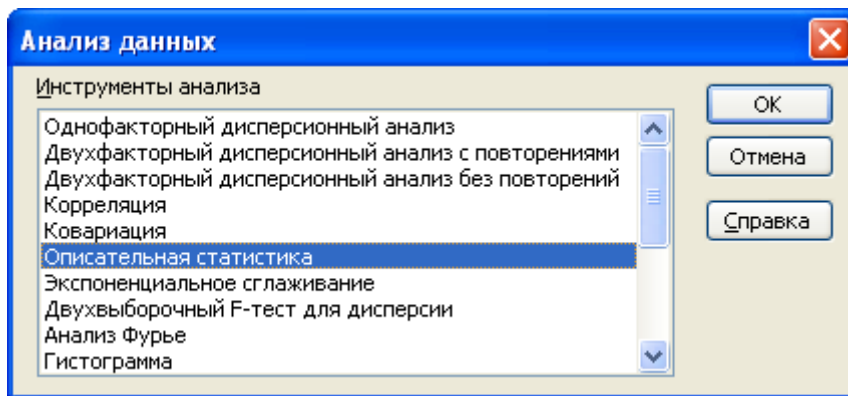 Анализ данных
Инструменты анализа
Однофакторный дисперсионный анализ
Двухфакторный дисперсионный анализ с повторениями
Двухфакторный дисперсионный анализ без повторений
Корреляция
Ковариация
Описательная статистика
Экспоненциальное сглаживание
Двухвыборочный F-тест для дисперсии
Анализ Фурье
Гистограмма
ОК
Отмена
Справка